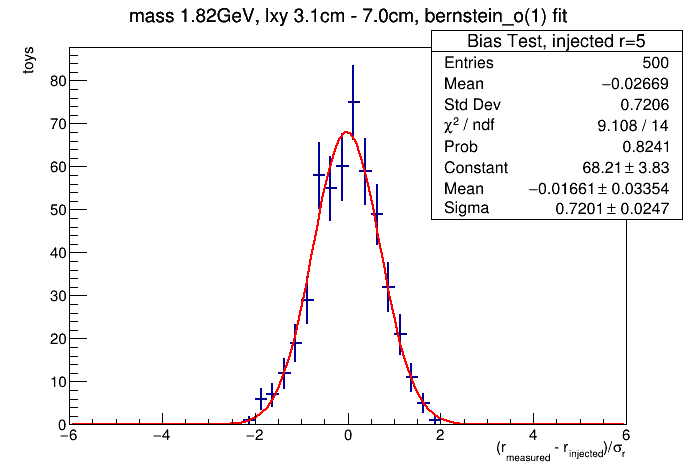 mass 1.82GeV, lxy 3.1cm - 7.0cm, bernstein_o(1) fit
Bias Test, injected r=5
Entries 500
Mean −0.02669
Std Dev 0.7206
χ² / ndf 9.108 / 14
Prob 0.8241
Constant 68.21 ± 3.83
Mean −0.01661 ± 0.03354
Sigma 0.7201 ± 0.0247
toys
80
70
60
50
40
30
20
10
0
−6 −4 −2 0 2 4 6
(r_measured - r_injected)/σ_r